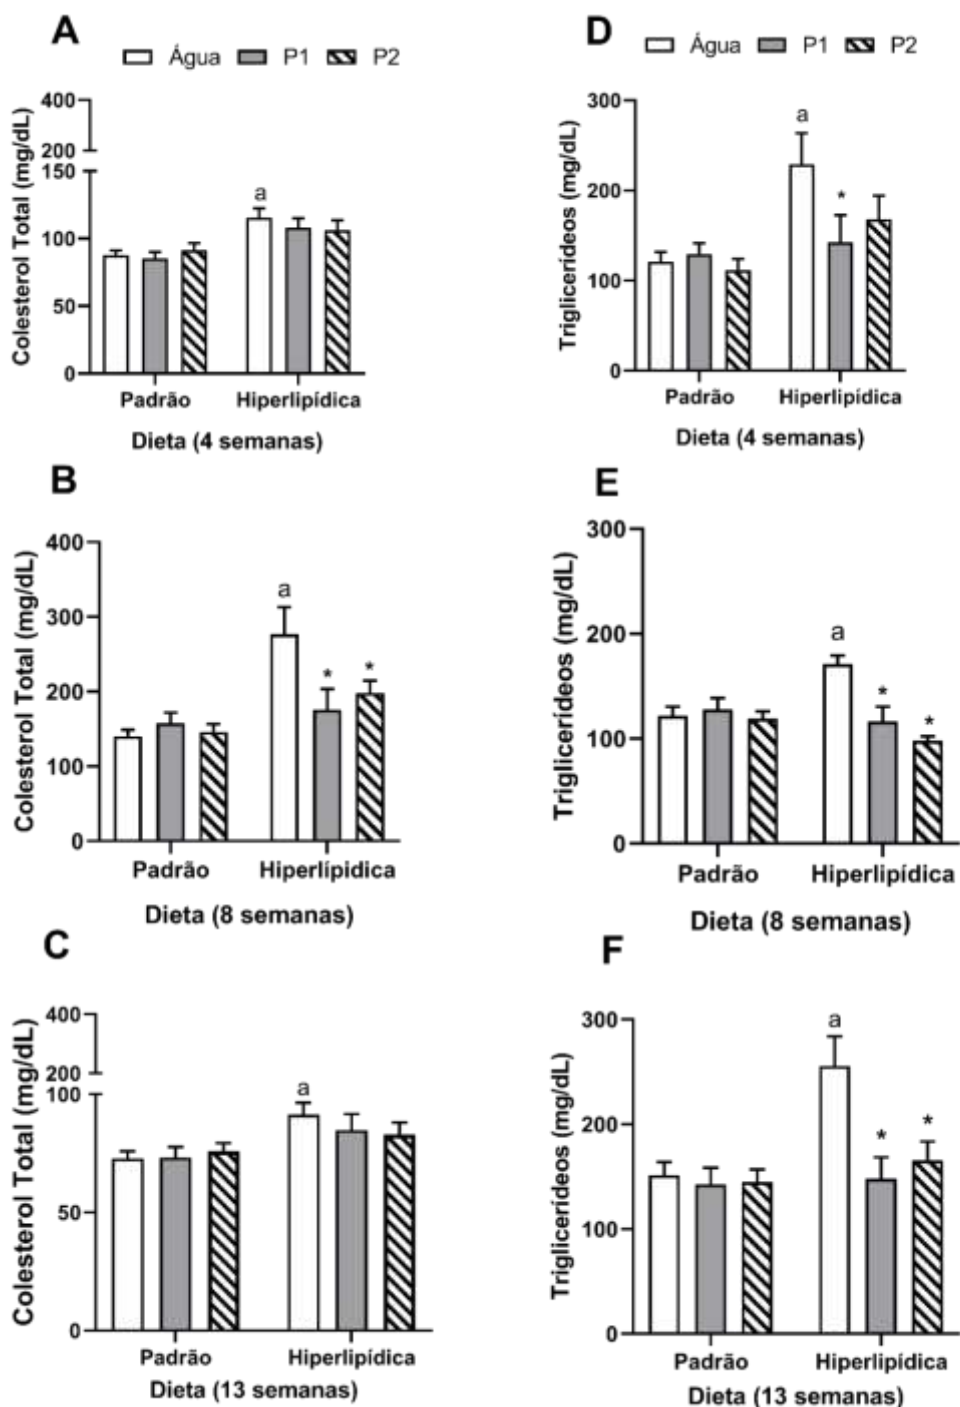 A
Água P1 P2
Colesterol Total (mg/dL)
400
200
150
100
50
0
a
Padrão Hiperlipídica
Dieta (4 semanas)
D
Água P1 P2
Triglicerídeos (mg/dL)
300
200
100
0
a
*
Padrão Hiperlipídica
Dieta (4 semanas)
B
Colesterol Total (mg/dL)
400
300
200
100
0
a
* *
Padrão Hiperlípidica
Dieta (8 semanas)
E
Triglicerídeos (mg/dL)
300
200
100
0
a
*
*
Padrão Hiperlipídica
Dieta (8 semanas)
C
Colesterol Total (mg/dL)
400
200
100
50
0
a
Padrão Hiperlipídica
Dieta (13 semanas)
F
Triglicerídeos (mg/dL)
300
200
100
0
a
*
*
Padrão Hiperlipídica
Dieta (13 semanas)